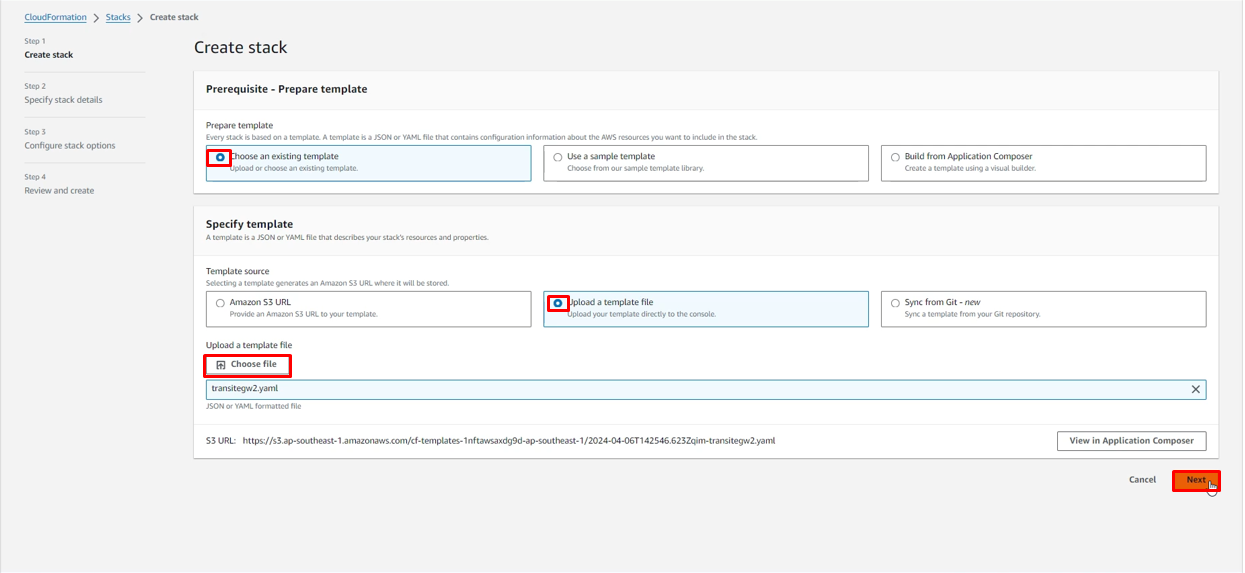 CloudFormation > Stacks > Create stack
Step 1
Create stack
Step 2
Specify stack details
Step 3
Configure stack options
Step 4
Review and create
Create stack
Prerequisite - Prepare template
Prepare template
Every stack is based on a template. A template is a JSON or YAML file that contains configuration information about the AWS resources you want to include in the stack.
Choose an existing template
Upload or choose an existing template.
Use a sample template
Choose from our sample template library.
Build from Application Composer
Create a template using a visual builder.
Specify template
A template is a JSON or YAML file that describes your stack's resources and properties.
Template source
Selecting a template generates an Amazon S3 URL where it will be stored.
Amazon S3 URL
Provide an Amazon S3 URL to your template.
Upload a template file
Upload your template directly to the console.
Sync from Git - new
Sync a template from your Git repository.
Upload a template file
Choose file
transitegw2.yaml
JSON or YAML formatted file
S3 URL: https://s3.ap-southeast-1.amazonaws.com/cf-templates-1nftawsaxdg9d-ap-southeast-1/2024-04-06T142546.623Zqim-transitegw2.yaml
View in Application Composer
Cancel
Next